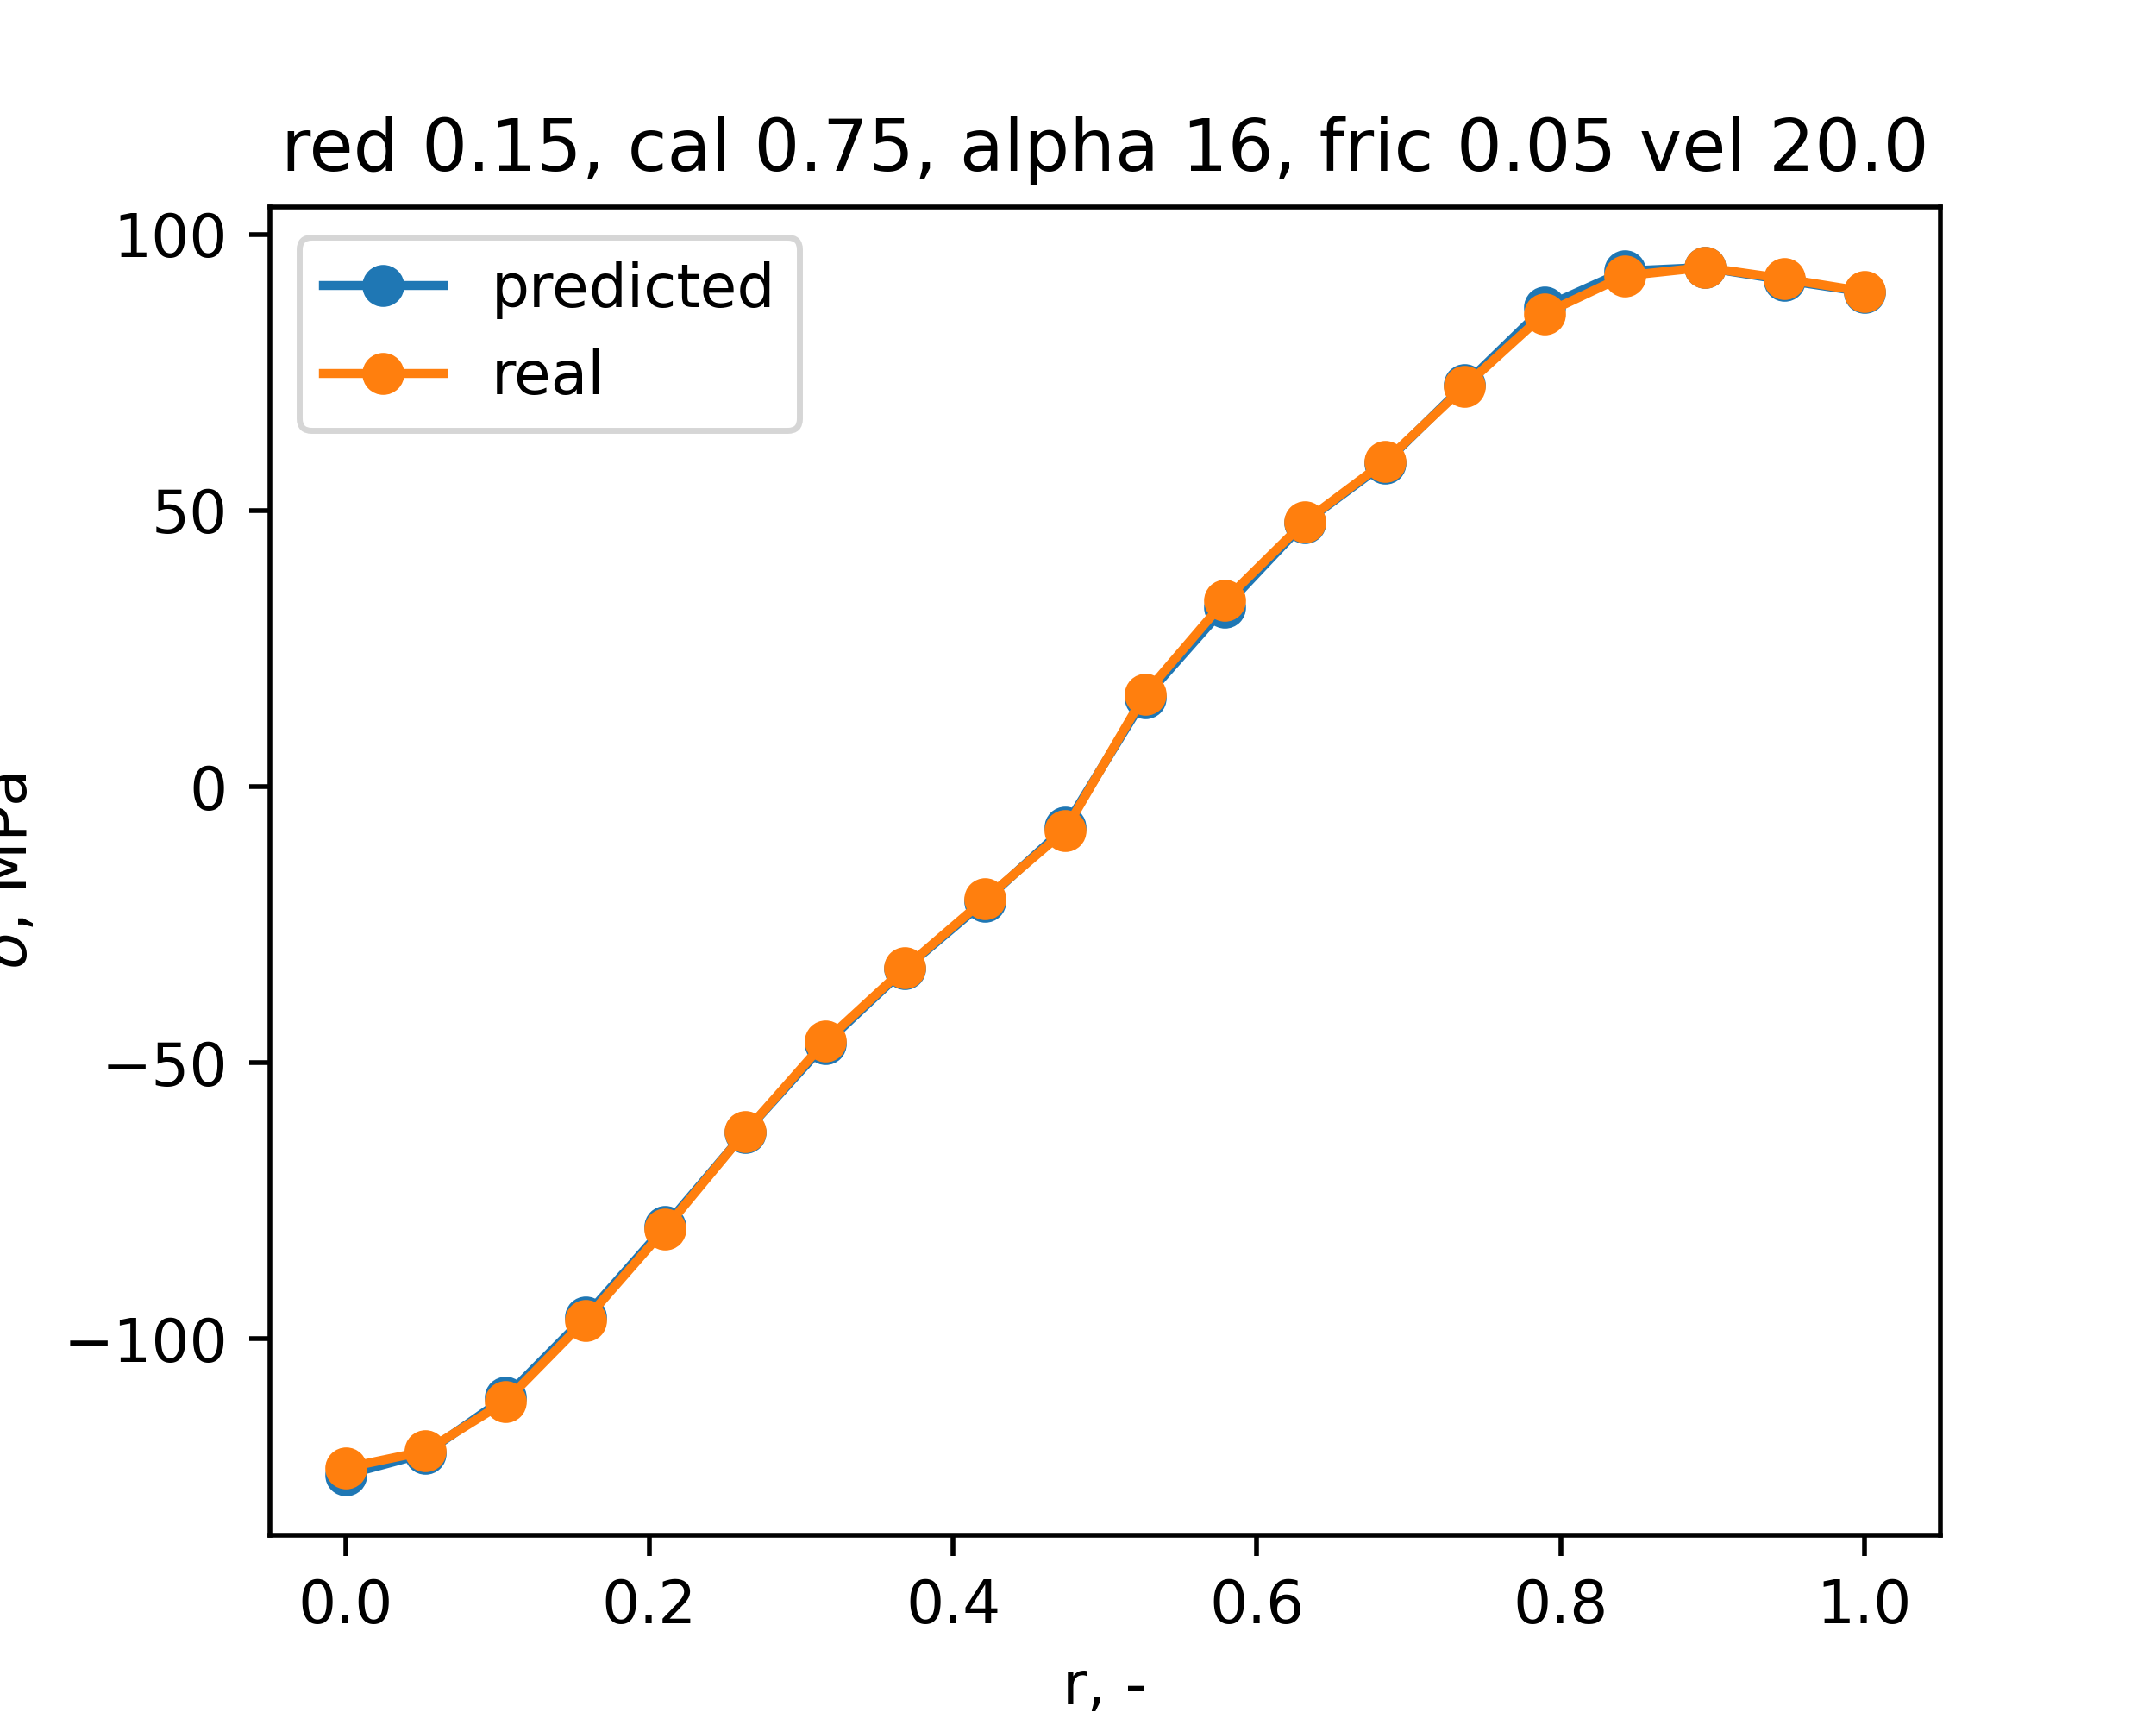 red 0.15, cal 0.75, alpha 16, fric 0.05 vel 20.0
predicted
real
100
50
0
−50
−100
σ, MPa
0.0 0.2 0.4 0.6 0.8 1.0
r, -